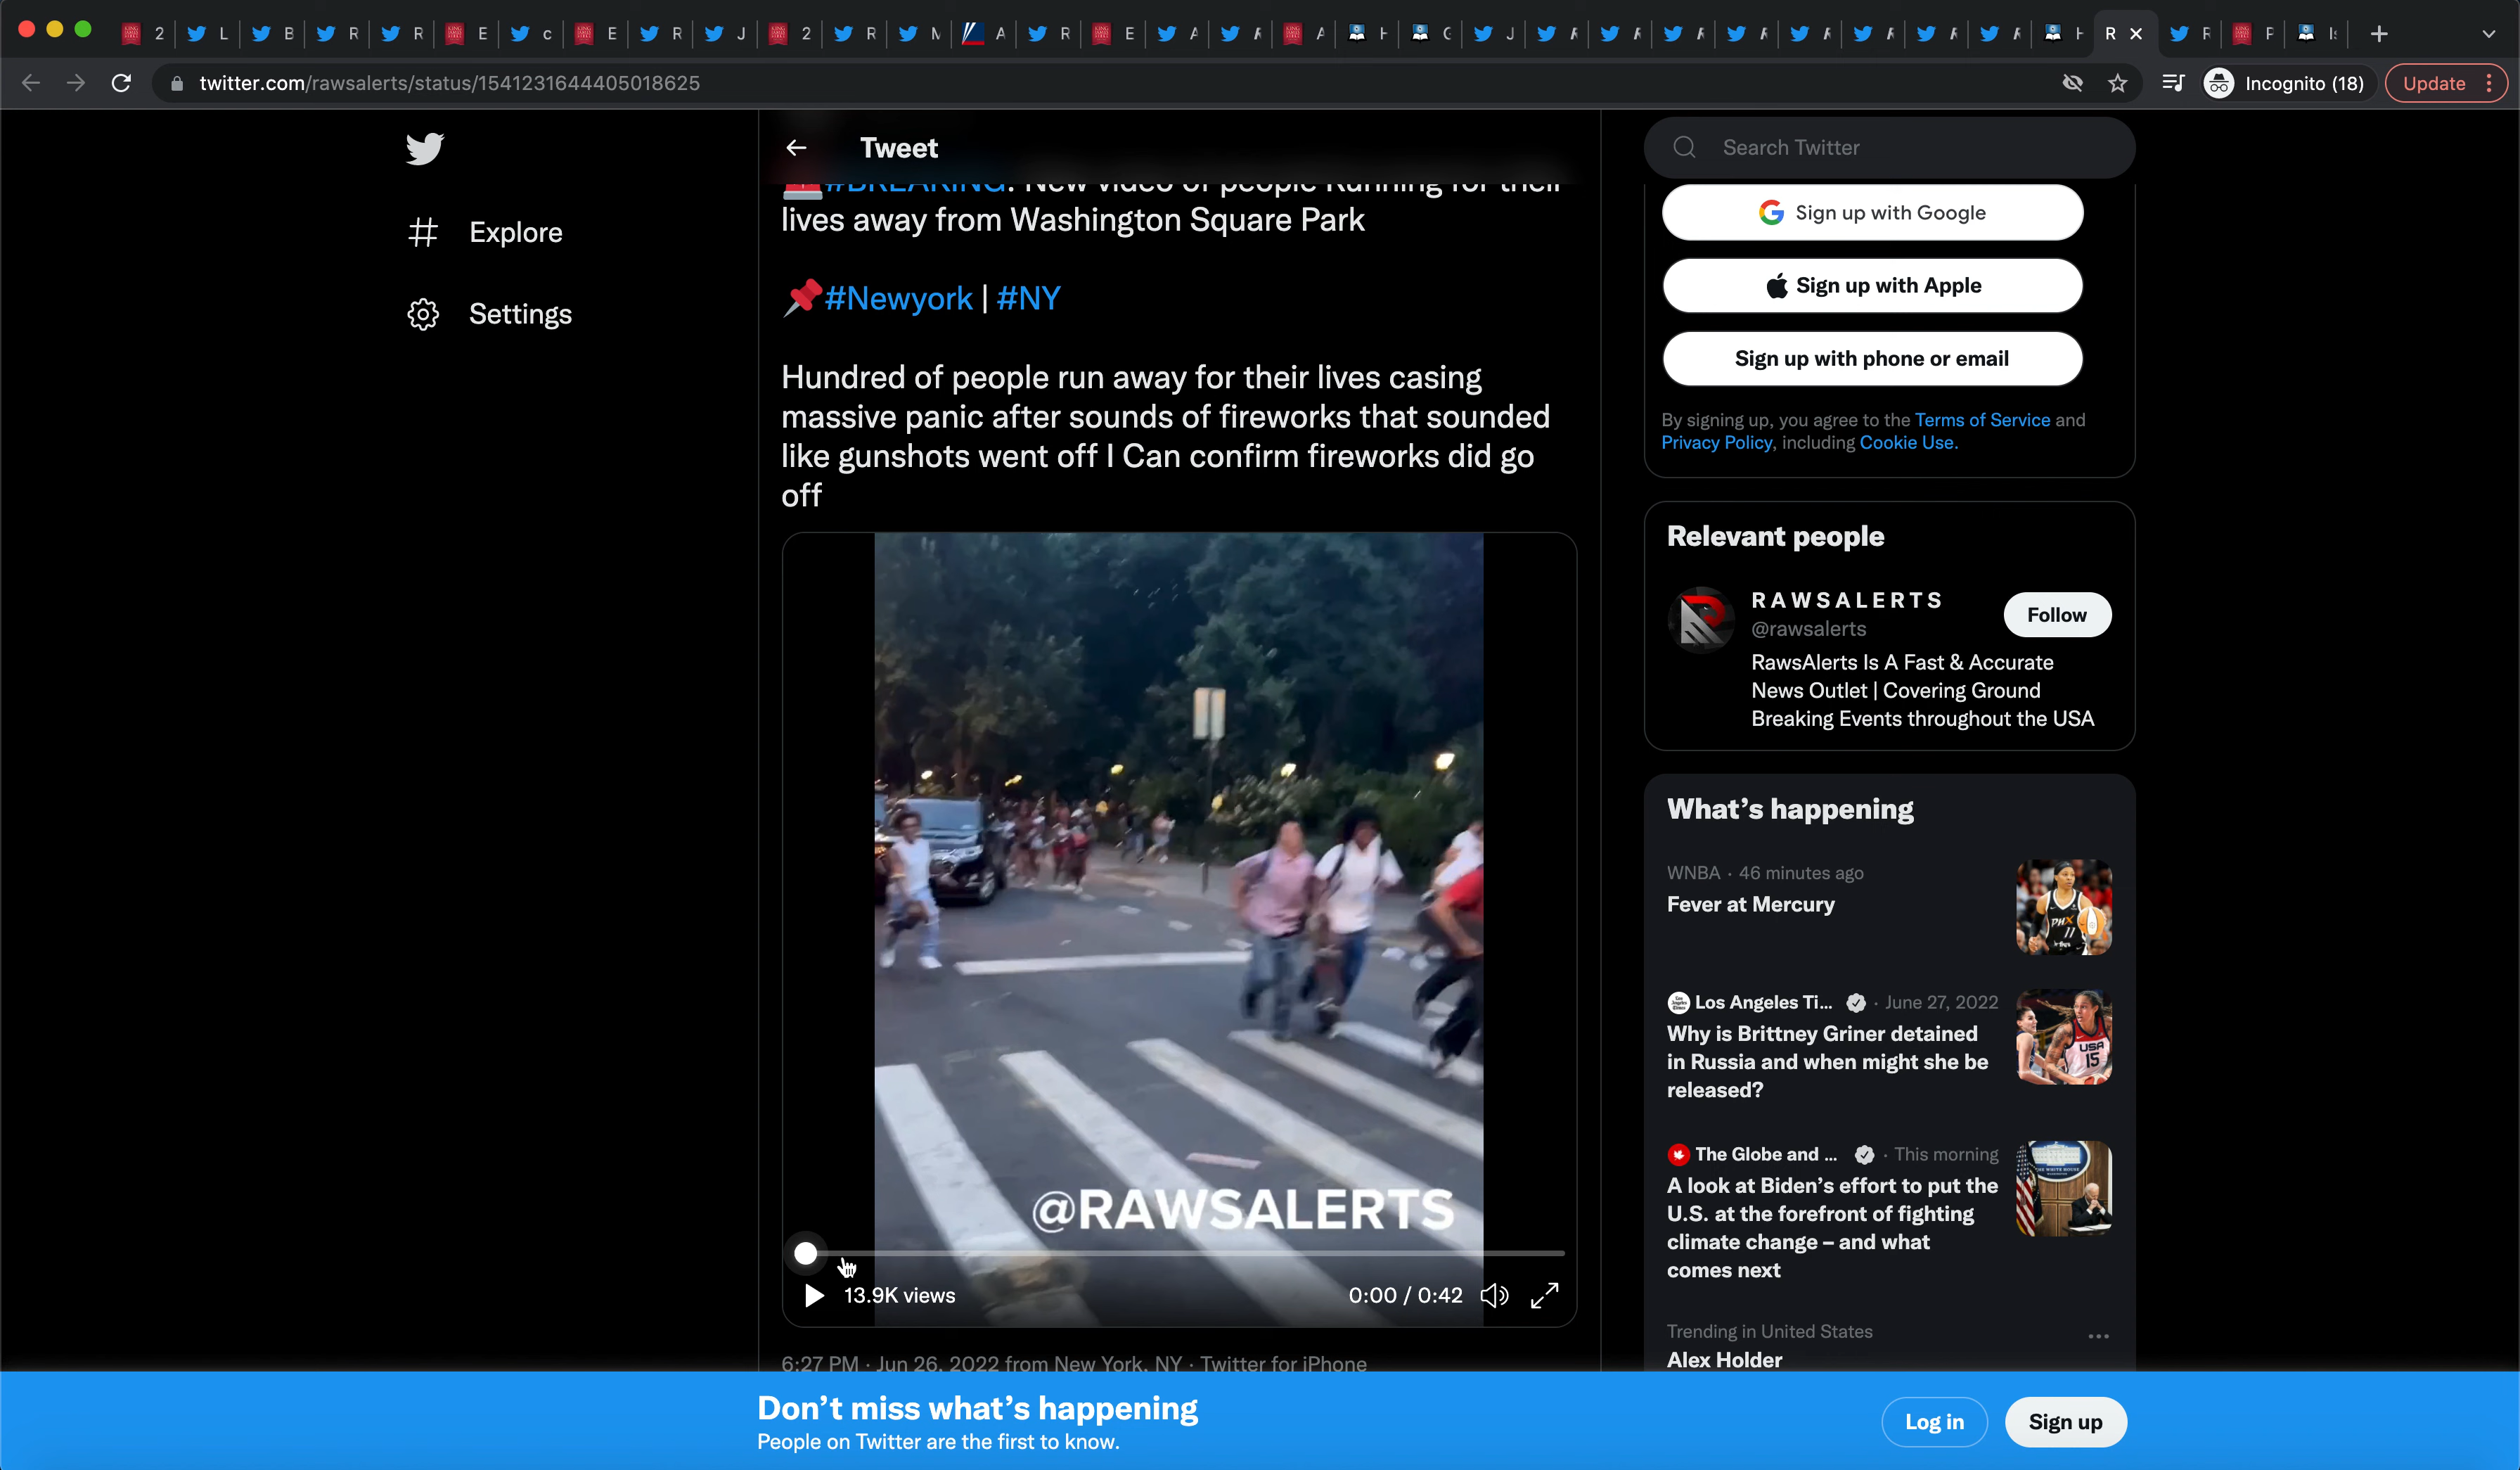 2 L B R R E c E R J 2 R M A R E A A H J H R R P Is
twitter.com/rawsalerts/status/1541231644405018625
Incognito (18)
Update
Explore
Settings
Tweet
#BREAKING: New video of people Running for their
lives away from Washington Square Park
#Newyork | #NY
Hundred of people run away for their lives casing
massive panic after sounds of fireworks that sounded
like gunshots went off I Can confirm fireworks did go
off
@RAWSALERTS
13.9K views
0:00 / 0:42
6:27 PM · Jun 26, 2022 from New York, NY · Twitter for iPhone
Search Twitter
Sign up with Google
Sign up with Apple
Sign up with phone or email
By signing up, you agree to the Terms of Service and
Privacy Policy, including Cookie Use.
Relevant people
R A W S A L E R T S
@rawsalerts
Follow
RawsAlerts Is A Fast & Accurate
News Outlet | Covering Ground
Breaking Events throughout the USA
What's happening
WNBA · 46 minutes ago
Fever at Mercury
PHX
11
Los Angeles Ti... · June 27, 2022
Why is Brittney Griner detained
in Russia and when might she be
released?
USA
15
The Globe and ... · This morning
A look at Biden's effort to put the
U.S. at the forefront of fighting
climate change – and what
comes next
Trending in United States
Alex Holder
Don't miss what's happening
People on Twitter are the first to know.
Log in
Sign up